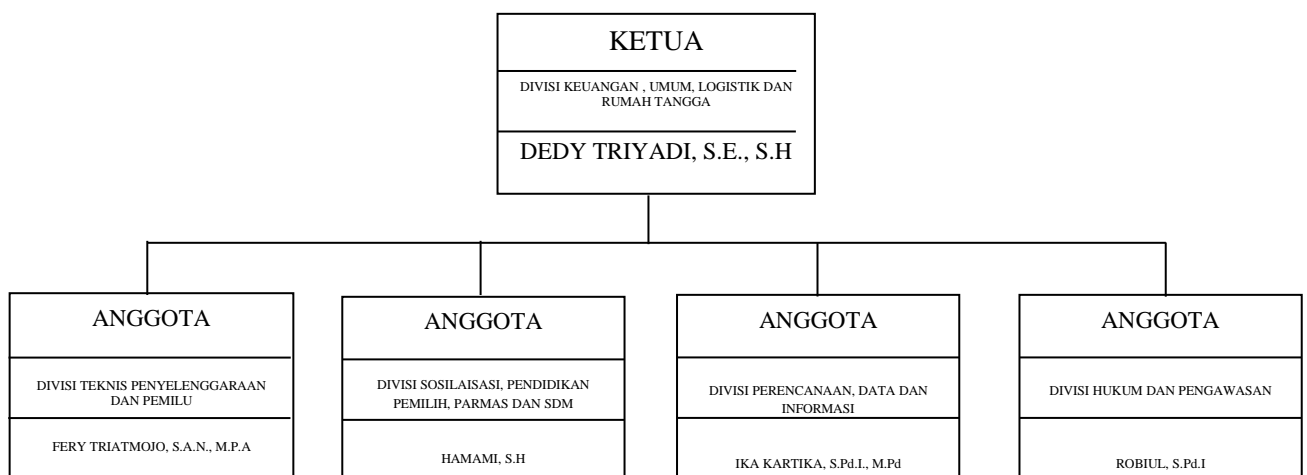 KETUA
DIVISI KEUANGAN , UMUM, LOGISTIK DAN
RUMAH TANGGA
DEDY TRIYADI, S.E., S.H
ANGGOTA
DIVISI TEKNIS PENYELENGGARAAN
DAN PEMILU
FERY TRIATMOJO, S.A.N., M.P.A
ANGGOTA
DIVISI SOSILAISASI, PENDIDIKAN
PEMILIH, PARMAS DAN SDM
HAMAMI, S.H
ANGGOTA
DIVISI PERENCANAAN, DATA DAN
INFORMASI
IKA KARTIKA, S.Pd.I., M.Pd
ANGGOTA
DIVISI HUKUM DAN PENGAWASAN
ROBIUL, S.Pd.I